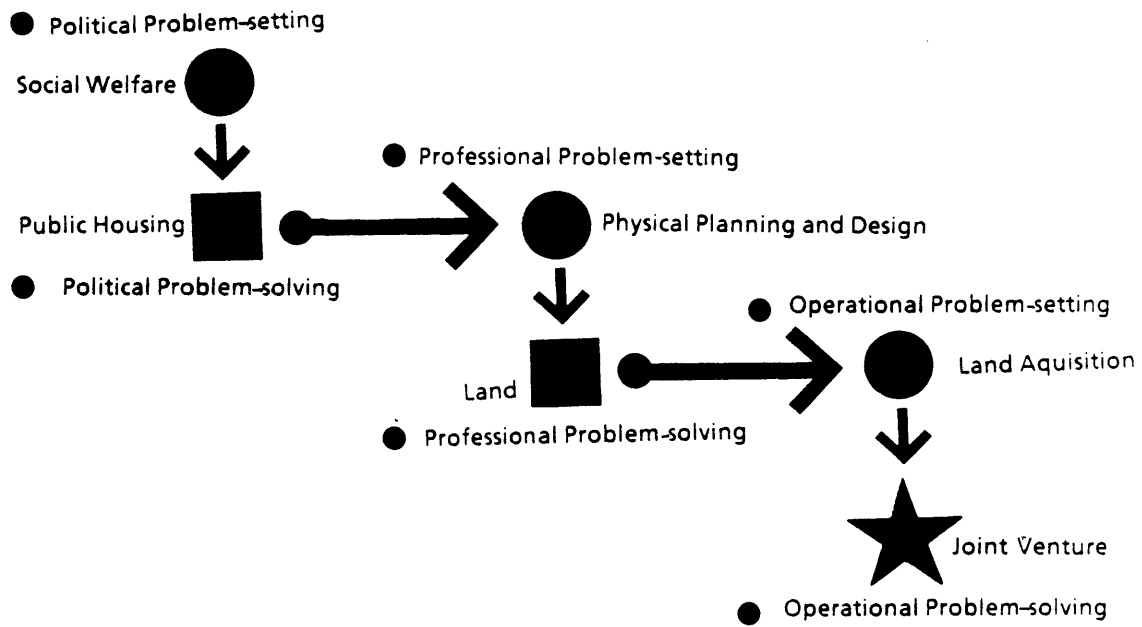 Political Problem-setting
Social Welfare
Professional Problem-setting
Public Housing
Physical Planning and Design
Political Problem-solving
Operational Problem-setting
Land Aquisition
Land
Professional Problem-solving
Joint Venture
Operational Problem-solving